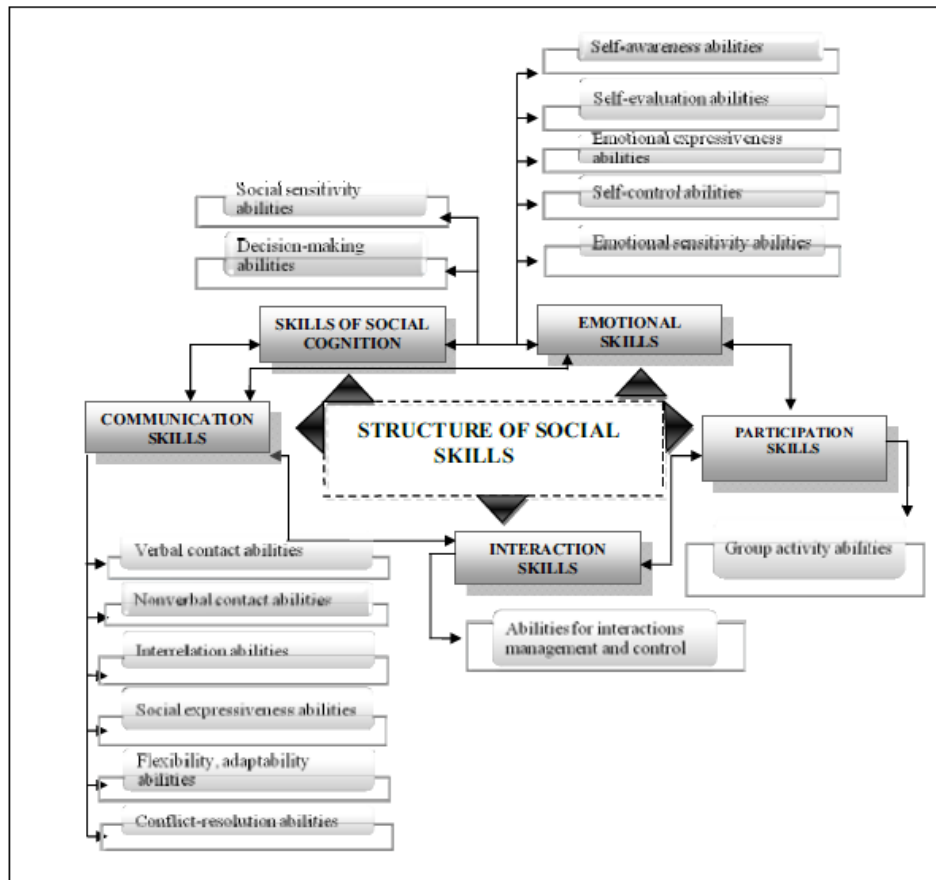 Self-awareness abilities
Self-evaluation abilities
Emotional expressiveness
abilities
Self-control abilities
Emotional sensitivity abilities
Social sensitivity
abilities
Decision-making
abilities
SKILLS OF SOCIAL
COGNITION
EMOTIONAL
SKILLS
COMMUNICATION
SKILLS
STRUCTURE OF SOCIAL
SKILLS
PARTICIPATION
SKILLS
INTERACTION
SKILLS
Group activity abilities
Abilities for interactions
management and control
Verbal contact abilities
Nonverbal contact abilities
Interrelation abilities
Social expressiveness abilities
Flexibility, adaptability
abilities
Conflict-resolution abilities